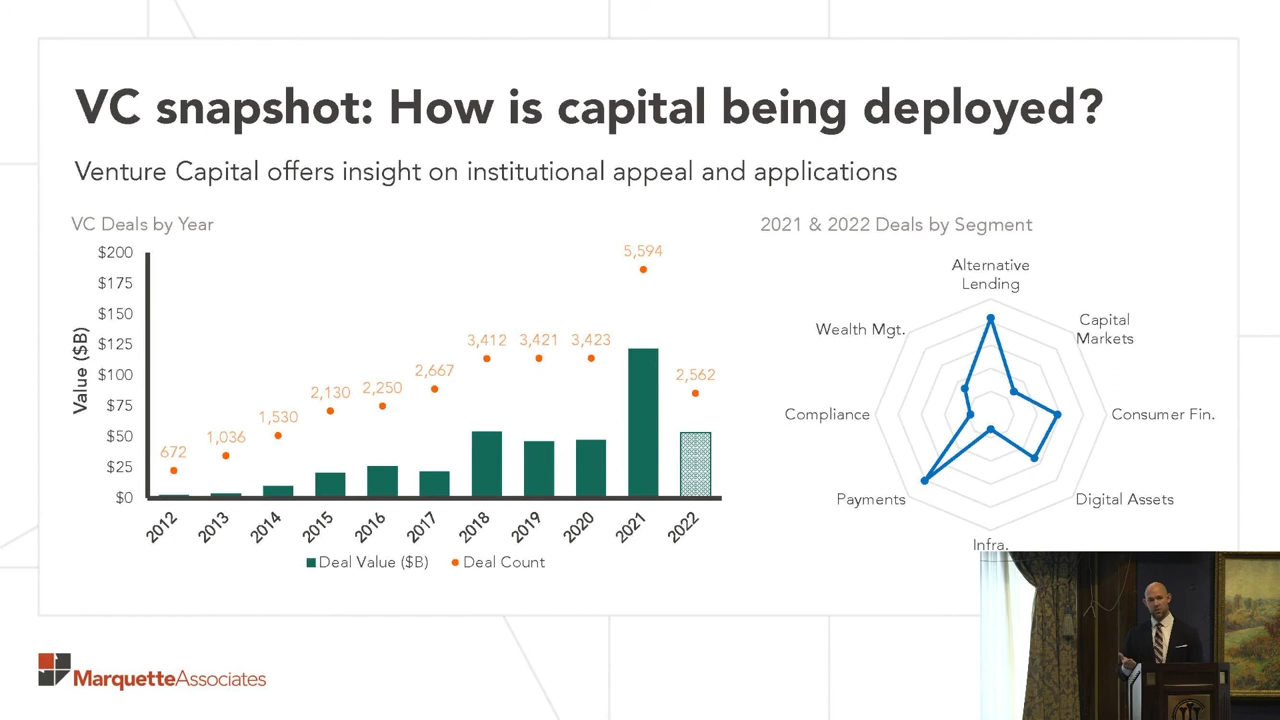 VC snapshot: How is capital being deployed?
Venture Capital offers insight on institutional appeal and applications
VC Deals by Year
Value ($B)
$200
$175
$150
$125
$100
$75
$50
$25
$0
672
1,036
1,530
2,130
2,250
2,667
3,412
3,421
3,423
5,594
2,562
2012
2013
2014
2015
2016
2017
2018
2019
2020
2021
2022
Deal Value ($B)
Deal Count
2021 & 2022 Deals by Segment
Alternative
Lending
Capital
Markets
Consumer Fin.
Digital Assets
Infra.
Payments
Compliance
Wealth Mgt.
MarquetteAssociates